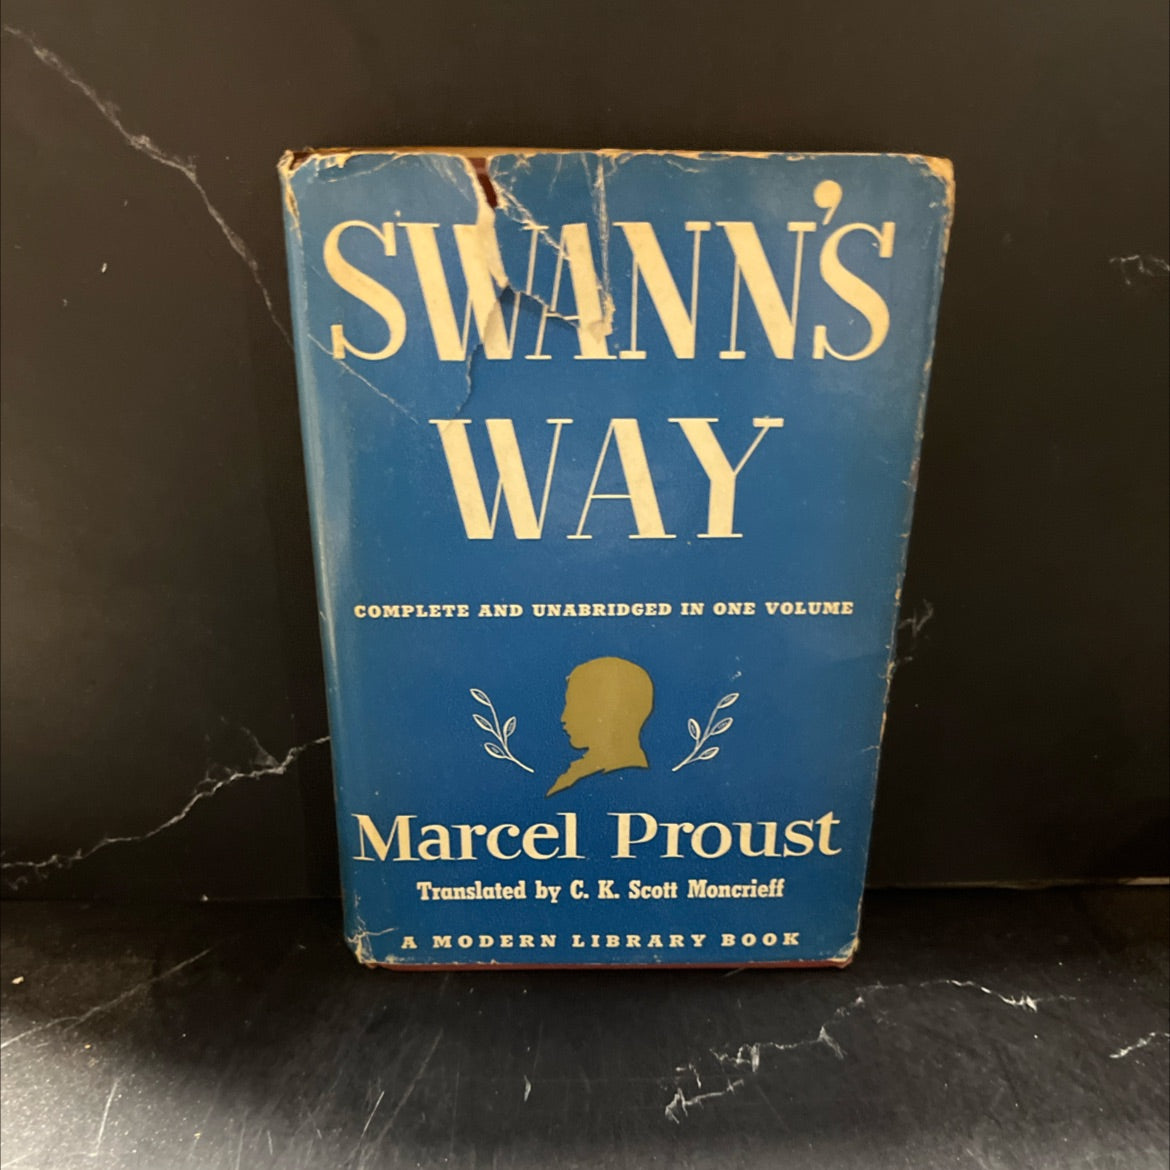 SWANN'S
WAY
COMPLETE AND UNABRIDGED IN ONE VOLUME
Marcel Proust
Translated by C. K. Scott Moncrieff
A MODERN LIBRARY BOOK